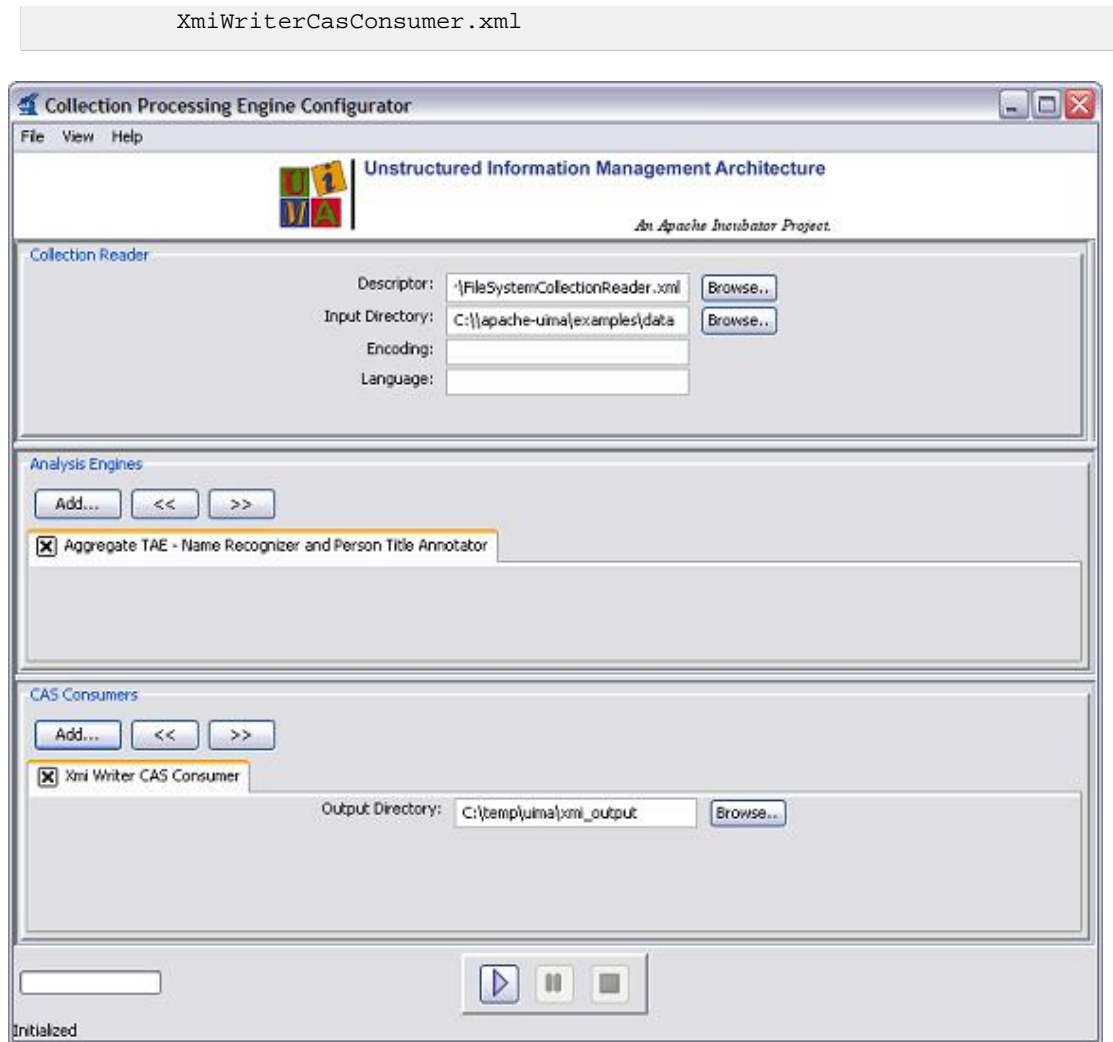 XmiWriterCasConsumer.xml
Collection Processing Engine Configurator
File View Help
UIMA
Unstructured Information Management Architecture
An Apache Incubator Project.
Collection Reader
Descriptor: \FileSystemCollectionReader.xml Browse..
Input Directory: C:\\apache-uima\examples\data Browse..
Encoding:
Language:
Analysis Engines
Add... << >>
Aggregate TAE - Name Recognizer and Person Title Annotator
CAS Consumers
Add... << >>
Xmi Writer CAS Consumer
Output Directory: C:\temp\uima\xmi_output Browse...
Initialized